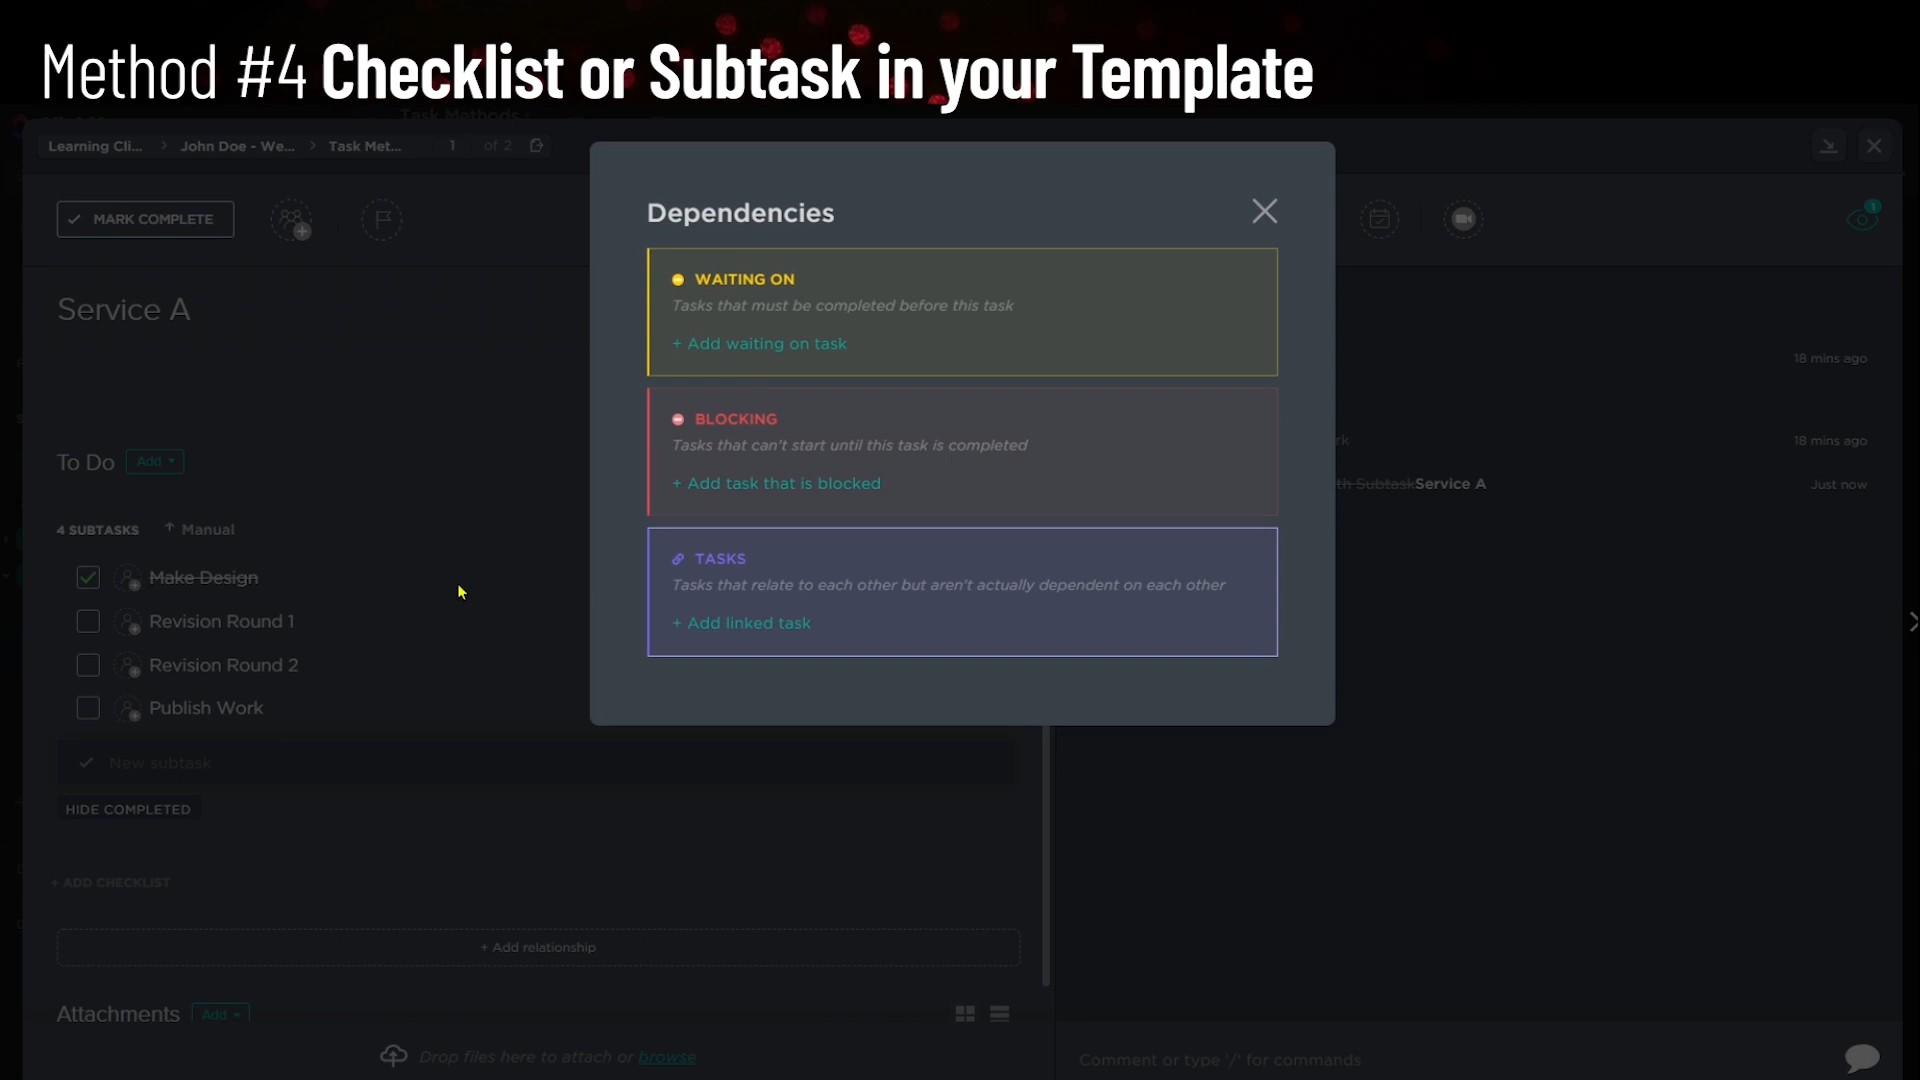 Method #4 Checklist or Subtask in your Template
Task Methods
Learning Cli... > John Doe - We... > Task Met... 1 of 2
MARK COMPLETE
1
Service A
18 mins ago
To Do Add
rk 18 mins ago
th SubtaskService A Just now
4 SUBTASKS ↑ Manual
Make Design
Revision Round 1
Revision Round 2
Publish Work
New subtask
HIDE COMPLETED
+ ADD CHECKLIST
+ Add relationship
Attachments Add
Drop files here to attach or browse
Comment or type '/' for commands
Dependencies
WAITING ON
Tasks that must be completed before this task
+ Add waiting on task
BLOCKING
Tasks that can't start until this task is completed
+ Add task that is blocked
TASKS
Tasks that relate to each other but aren't actually dependent on each other
+ Add linked task